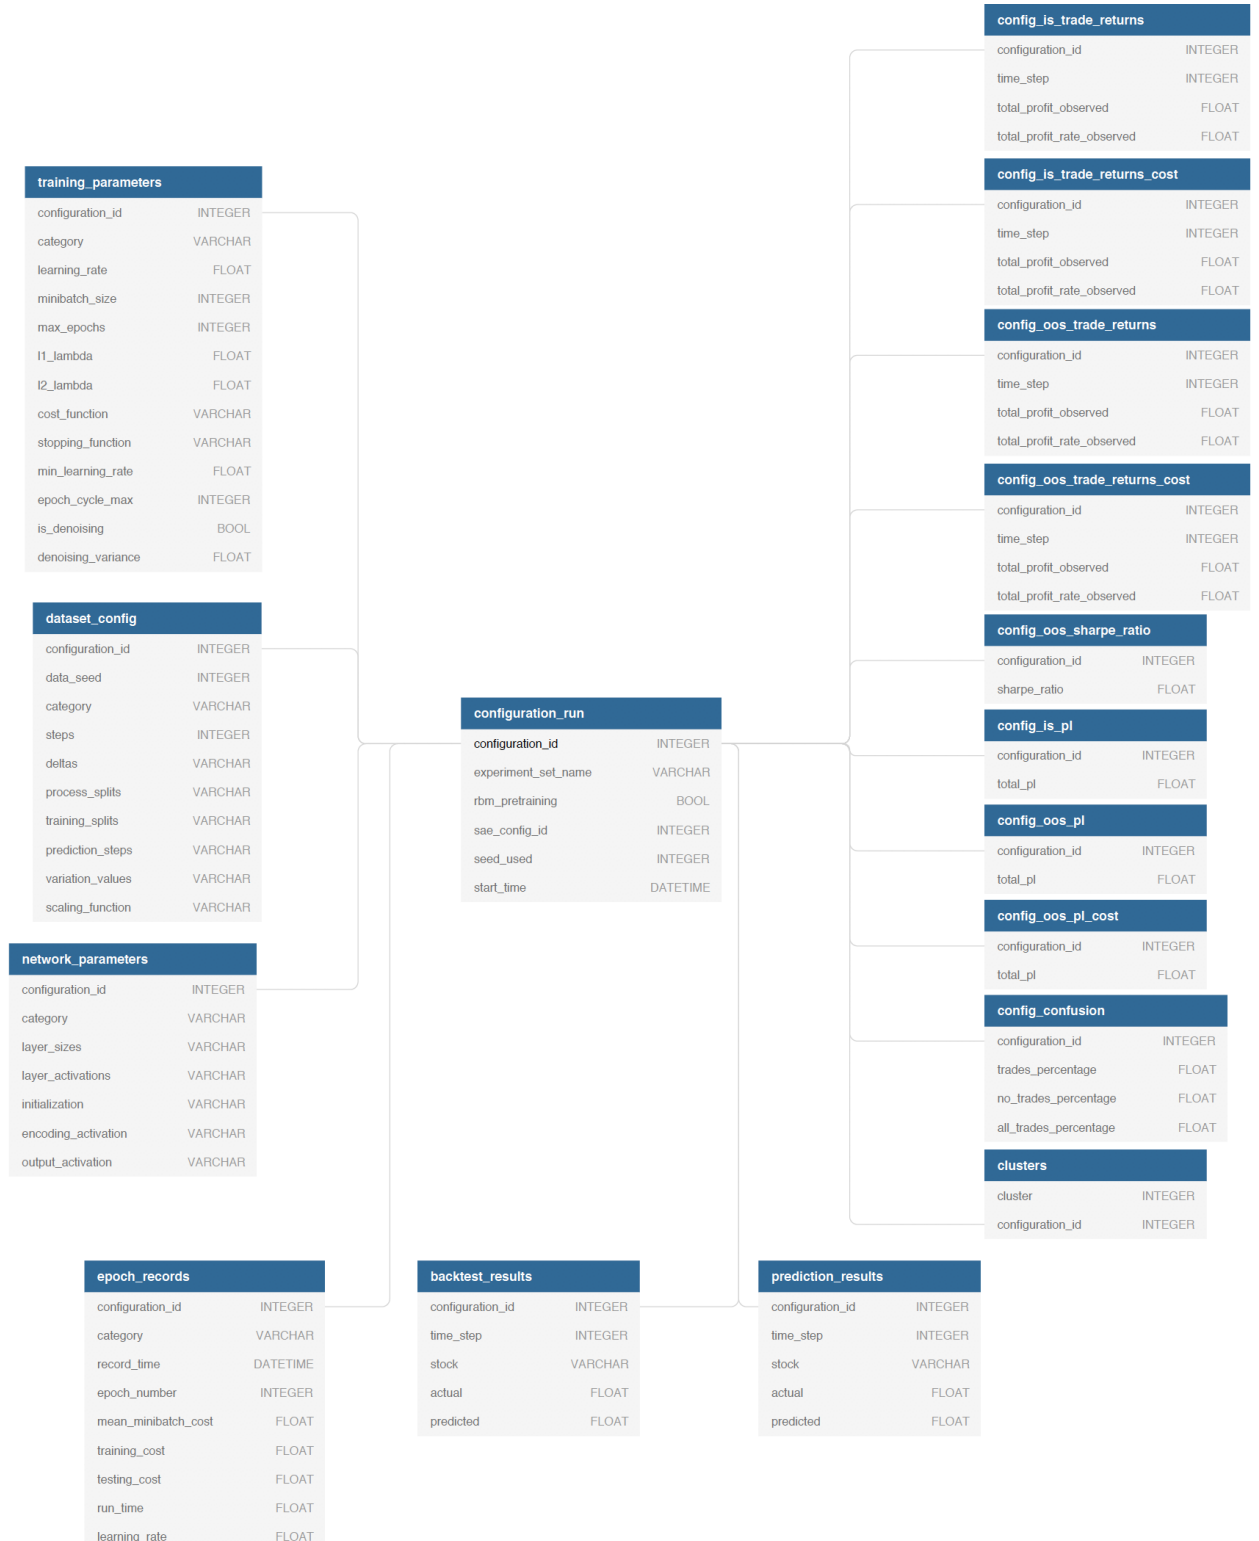 config_is_trade_returns
configuration_id INTEGER
time_step INTEGER
total_profit_observed FLOAT
total_profit_rate_observed FLOAT
config_is_trade_returns_cost
configuration_id INTEGER
time_step INTEGER
total_profit_observed FLOAT
total_profit_rate_observed FLOAT
config_oos_trade_returns
configuration_id INTEGER
time_step INTEGER
total_profit_observed FLOAT
total_profit_rate_observed FLOAT
config_oos_trade_returns_cost
configuration_id INTEGER
time_step INTEGER
total_profit_observed FLOAT
total_profit_rate_observed FLOAT
config_oos_sharpe_ratio
configuration_id INTEGER
sharpe_ratio FLOAT
config_is_pl
configuration_id INTEGER
total_pl FLOAT
config_oos_pl
configuration_id INTEGER
total_pl FLOAT
config_oos_pl_cost
configuration_id INTEGER
total_pl FLOAT
config_confusion
configuration_id INTEGER
trades_percentage FLOAT
no_trades_percentage FLOAT
all_trades_percentage FLOAT
clusters
cluster INTEGER
configuration_id INTEGER
training_parameters
configuration_id INTEGER
category VARCHAR
learning_rate FLOAT
minibatch_size INTEGER
max_epochs INTEGER
l1_lambda FLOAT
l2_lambda FLOAT
cost_function VARCHAR
stopping_function VARCHAR
min_learning_rate FLOAT
epoch_cycle_max INTEGER
is_denoising BOOL
denoising_variance FLOAT
dataset_config
configuration_id INTEGER
data_seed INTEGER
category VARCHAR
steps INTEGER
deltas VARCHAR
process_splits VARCHAR
training_splits VARCHAR
prediction_steps VARCHAR
variation_values VARCHAR
scaling_function VARCHAR
configuration_run
configuration_id INTEGER
experiment_set_name VARCHAR
rbm_pretraining BOOL
sae_config_id INTEGER
seed_used INTEGER
start_time DATETIME
network_parameters
configuration_id INTEGER
category VARCHAR
layer_sizes VARCHAR
layer_activations VARCHAR
initialization VARCHAR
encoding_activation VARCHAR
output_activation VARCHAR
epoch_records
configuration_id INTEGER
category VARCHAR
record_time DATETIME
epoch_number INTEGER
mean_minibatch_cost FLOAT
training_cost FLOAT
testing_cost FLOAT
run_time FLOAT
learning_rate FLOAT
backtest_results
configuration_id INTEGER
time_step INTEGER
stock VARCHAR
actual FLOAT
predicted FLOAT
prediction_results
configuration_id INTEGER
time_step INTEGER
stock VARCHAR
actual FLOAT
predicted FLOAT